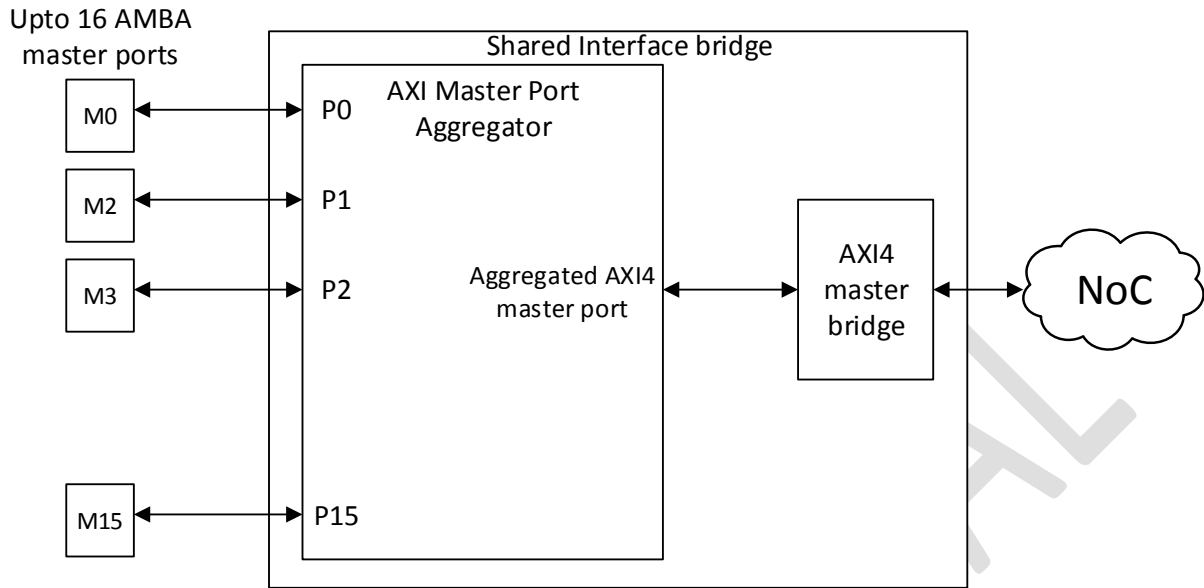 Upto 16 AMBA
master ports
Shared Interface bridge
AXI Master Port
Aggregator
M0
P0
M2
P1
M3
P2
Aggregated AXI4
master port
AXI4
master
bridge
NoC
M15
P15
AL